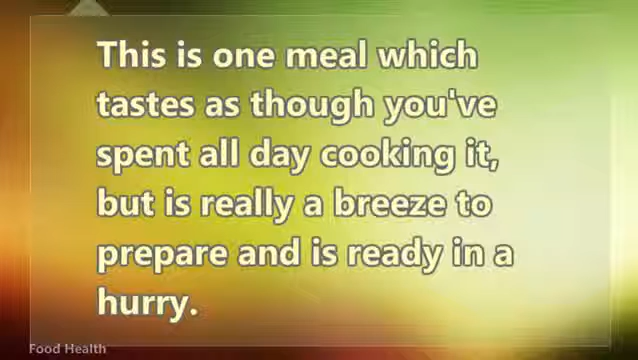 This is one meal which
tastes as though you've
spent all day cooking it,
but is really a breeze to
prepare and is ready in a
hurry.
Food Health